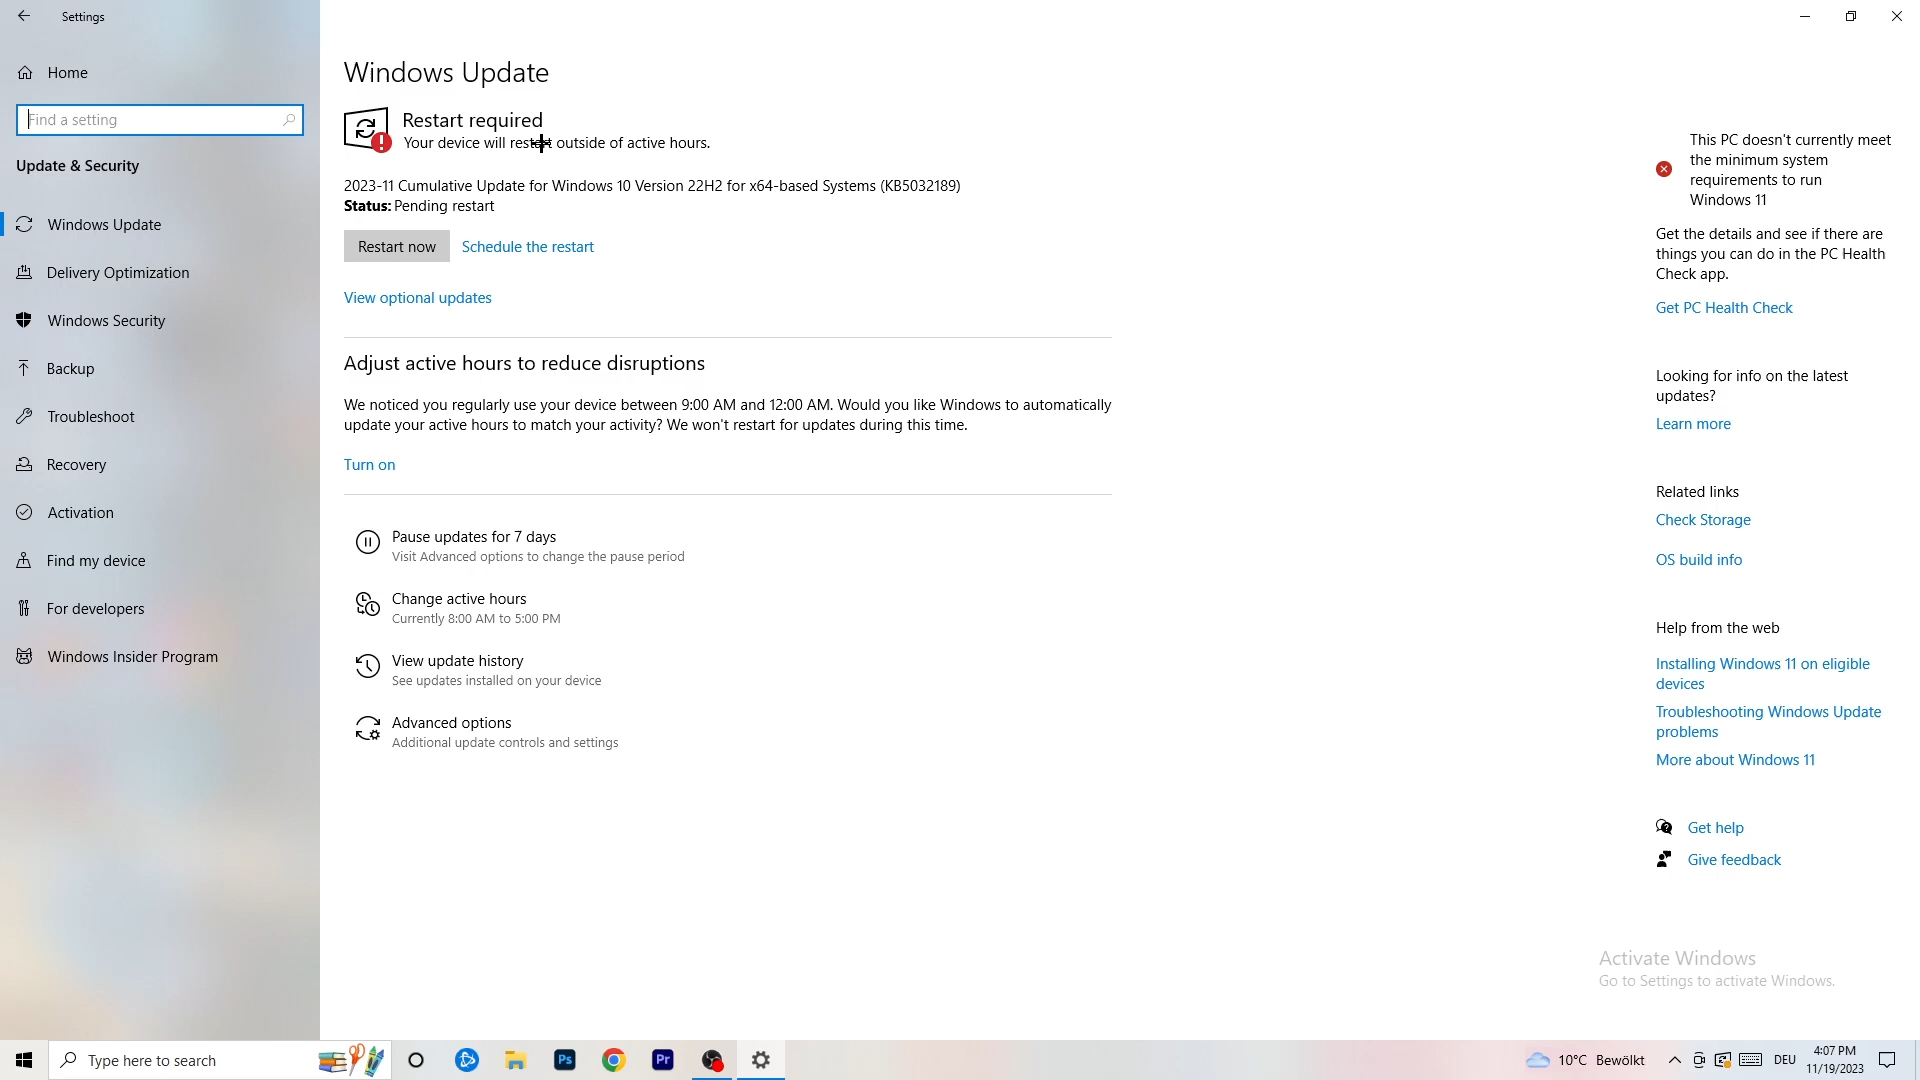 Settings
Home
Find a setting
Update & Security
Windows Update
Delivery Optimization
Windows Security
Backup
Troubleshoot
Recovery
Activation
Find my device
For developers
Windows Insider Program
Windows Update
Restart required
Your device will restart outside of active hours.
2023-11 Cumulative Update for Windows 10 Version 22H2 for x64-based Systems (KB5032189)
Status: Pending restart
Restart now
Schedule the restart
View optional updates
Adjust active hours to reduce disruptions
We noticed you regularly use your device between 9:00 AM and 12:00 AM. Would you like Windows to automatically
update your active hours to match your activity? We won't restart for updates during this time.
Turn on
Pause updates for 7 days
Visit Advanced options to change the pause period
Change active hours
Currently 8:00 AM to 5:00 PM
View update history
See updates installed on your device
Advanced options
Additional update controls and settings
This PC doesn't currently meet
the minimum system
requirements to run
Windows 11
Get the details and see if there are
things you can do in the PC Health
Check app.
Get PC Health Check
Looking for info on the latest
updates?
Learn more
Related links
Check Storage
OS build info
Help from the web
Installing Windows 11 on eligible
devices
Troubleshooting Windows Update
problems
More about Windows 11
Get help
Give feedback
Activate Windows
Go to Settings to activate Windows.
Type here to search
Ps
Pr
10°C Bewölkt
DEU
4:07 PM
11/19/2023